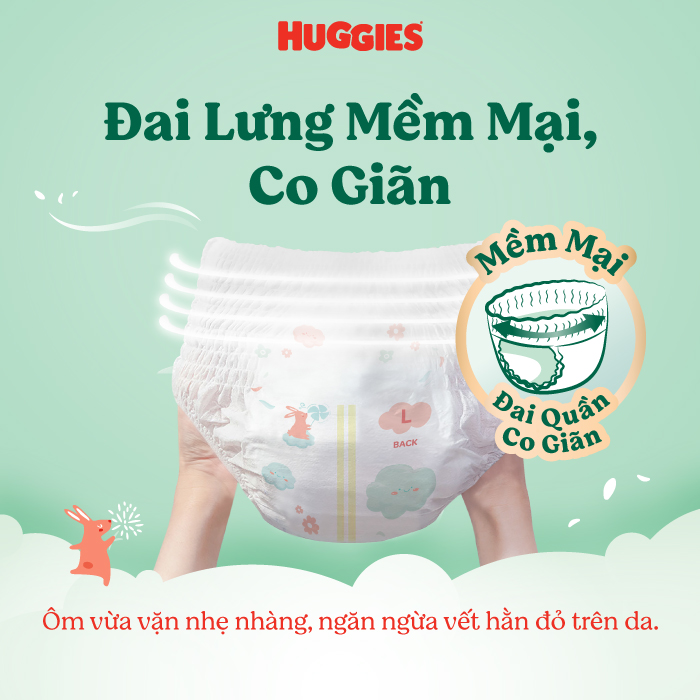 HUGGIES
Đai Lưng Mềm Mại,
Co Giãn
Mềm Mại
Đai Quần
Co Giãn
L
BACK
Ôm vừa vặn nhẹ nhàng, ngăn ngừa vết hằn đỏ trên da.